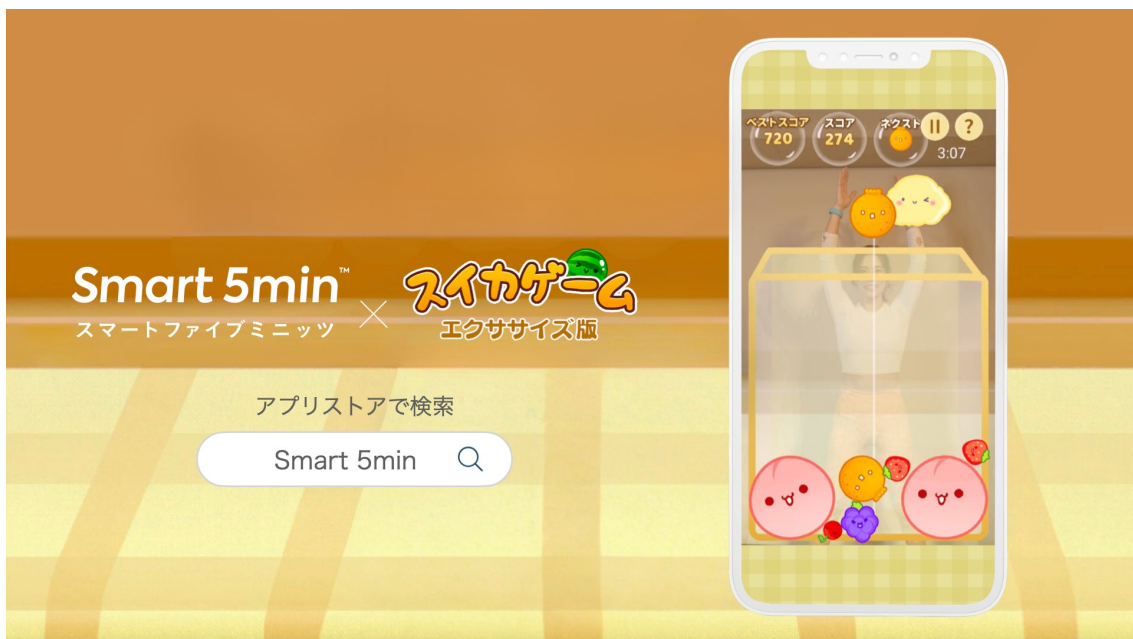 Smart 5min™
スマートファイブミニッツ
×
スイカゲーム
エクササイズ版
アプリストアで検索
Smart 5min
ベストスコア
720
スコア
274
ネクスト
?
3:07